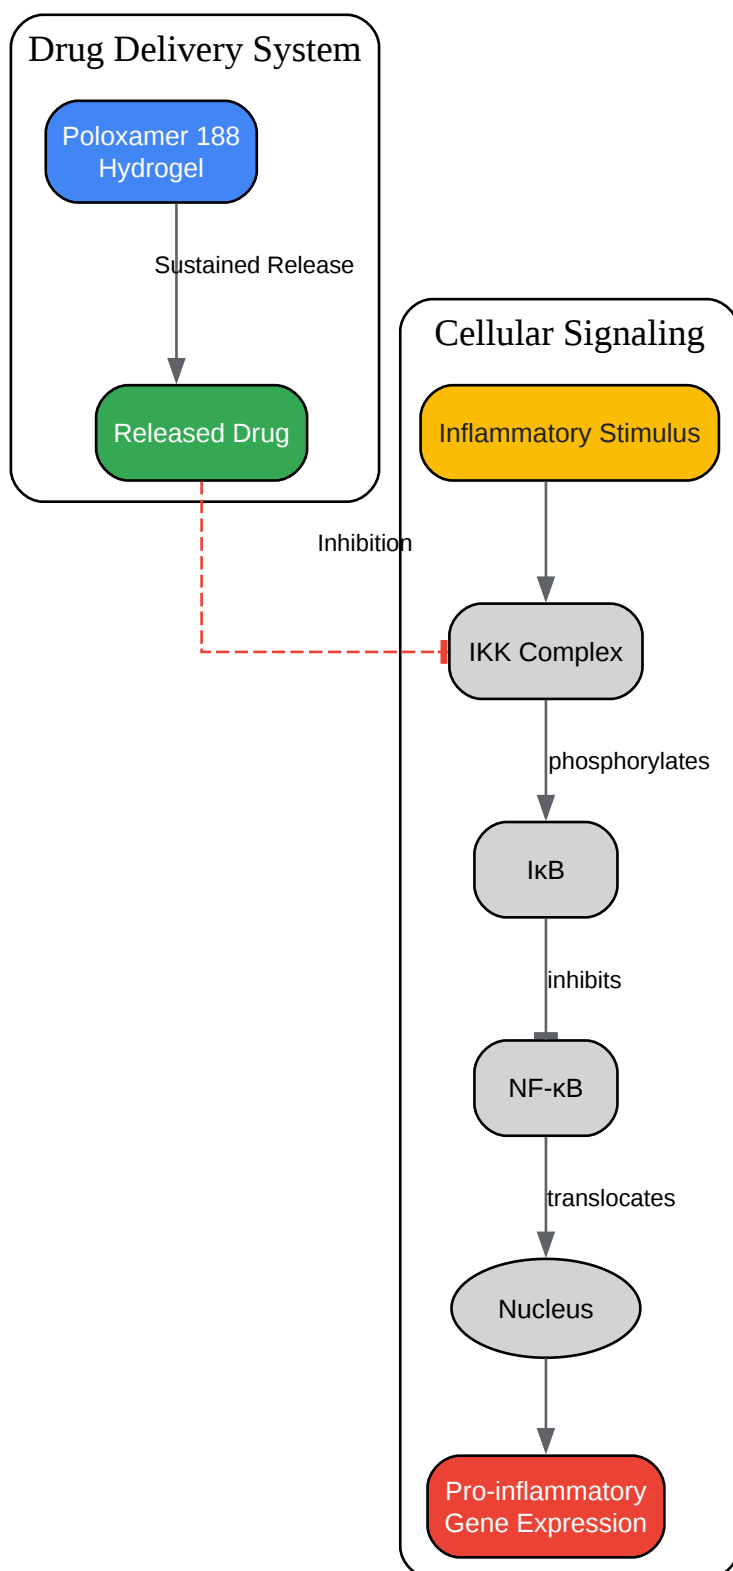 Drug Delivery System
Poloxamer 188
Hydrogel
Sustained Release
Released Drug
Inhibition
Cellular Signaling
Inflammatory Stimulus
IKK Complex
phosphorylates
IκB
inhibits
NF-κB
translocates
Nucleus
Pro-inflammatory
Gene Expression